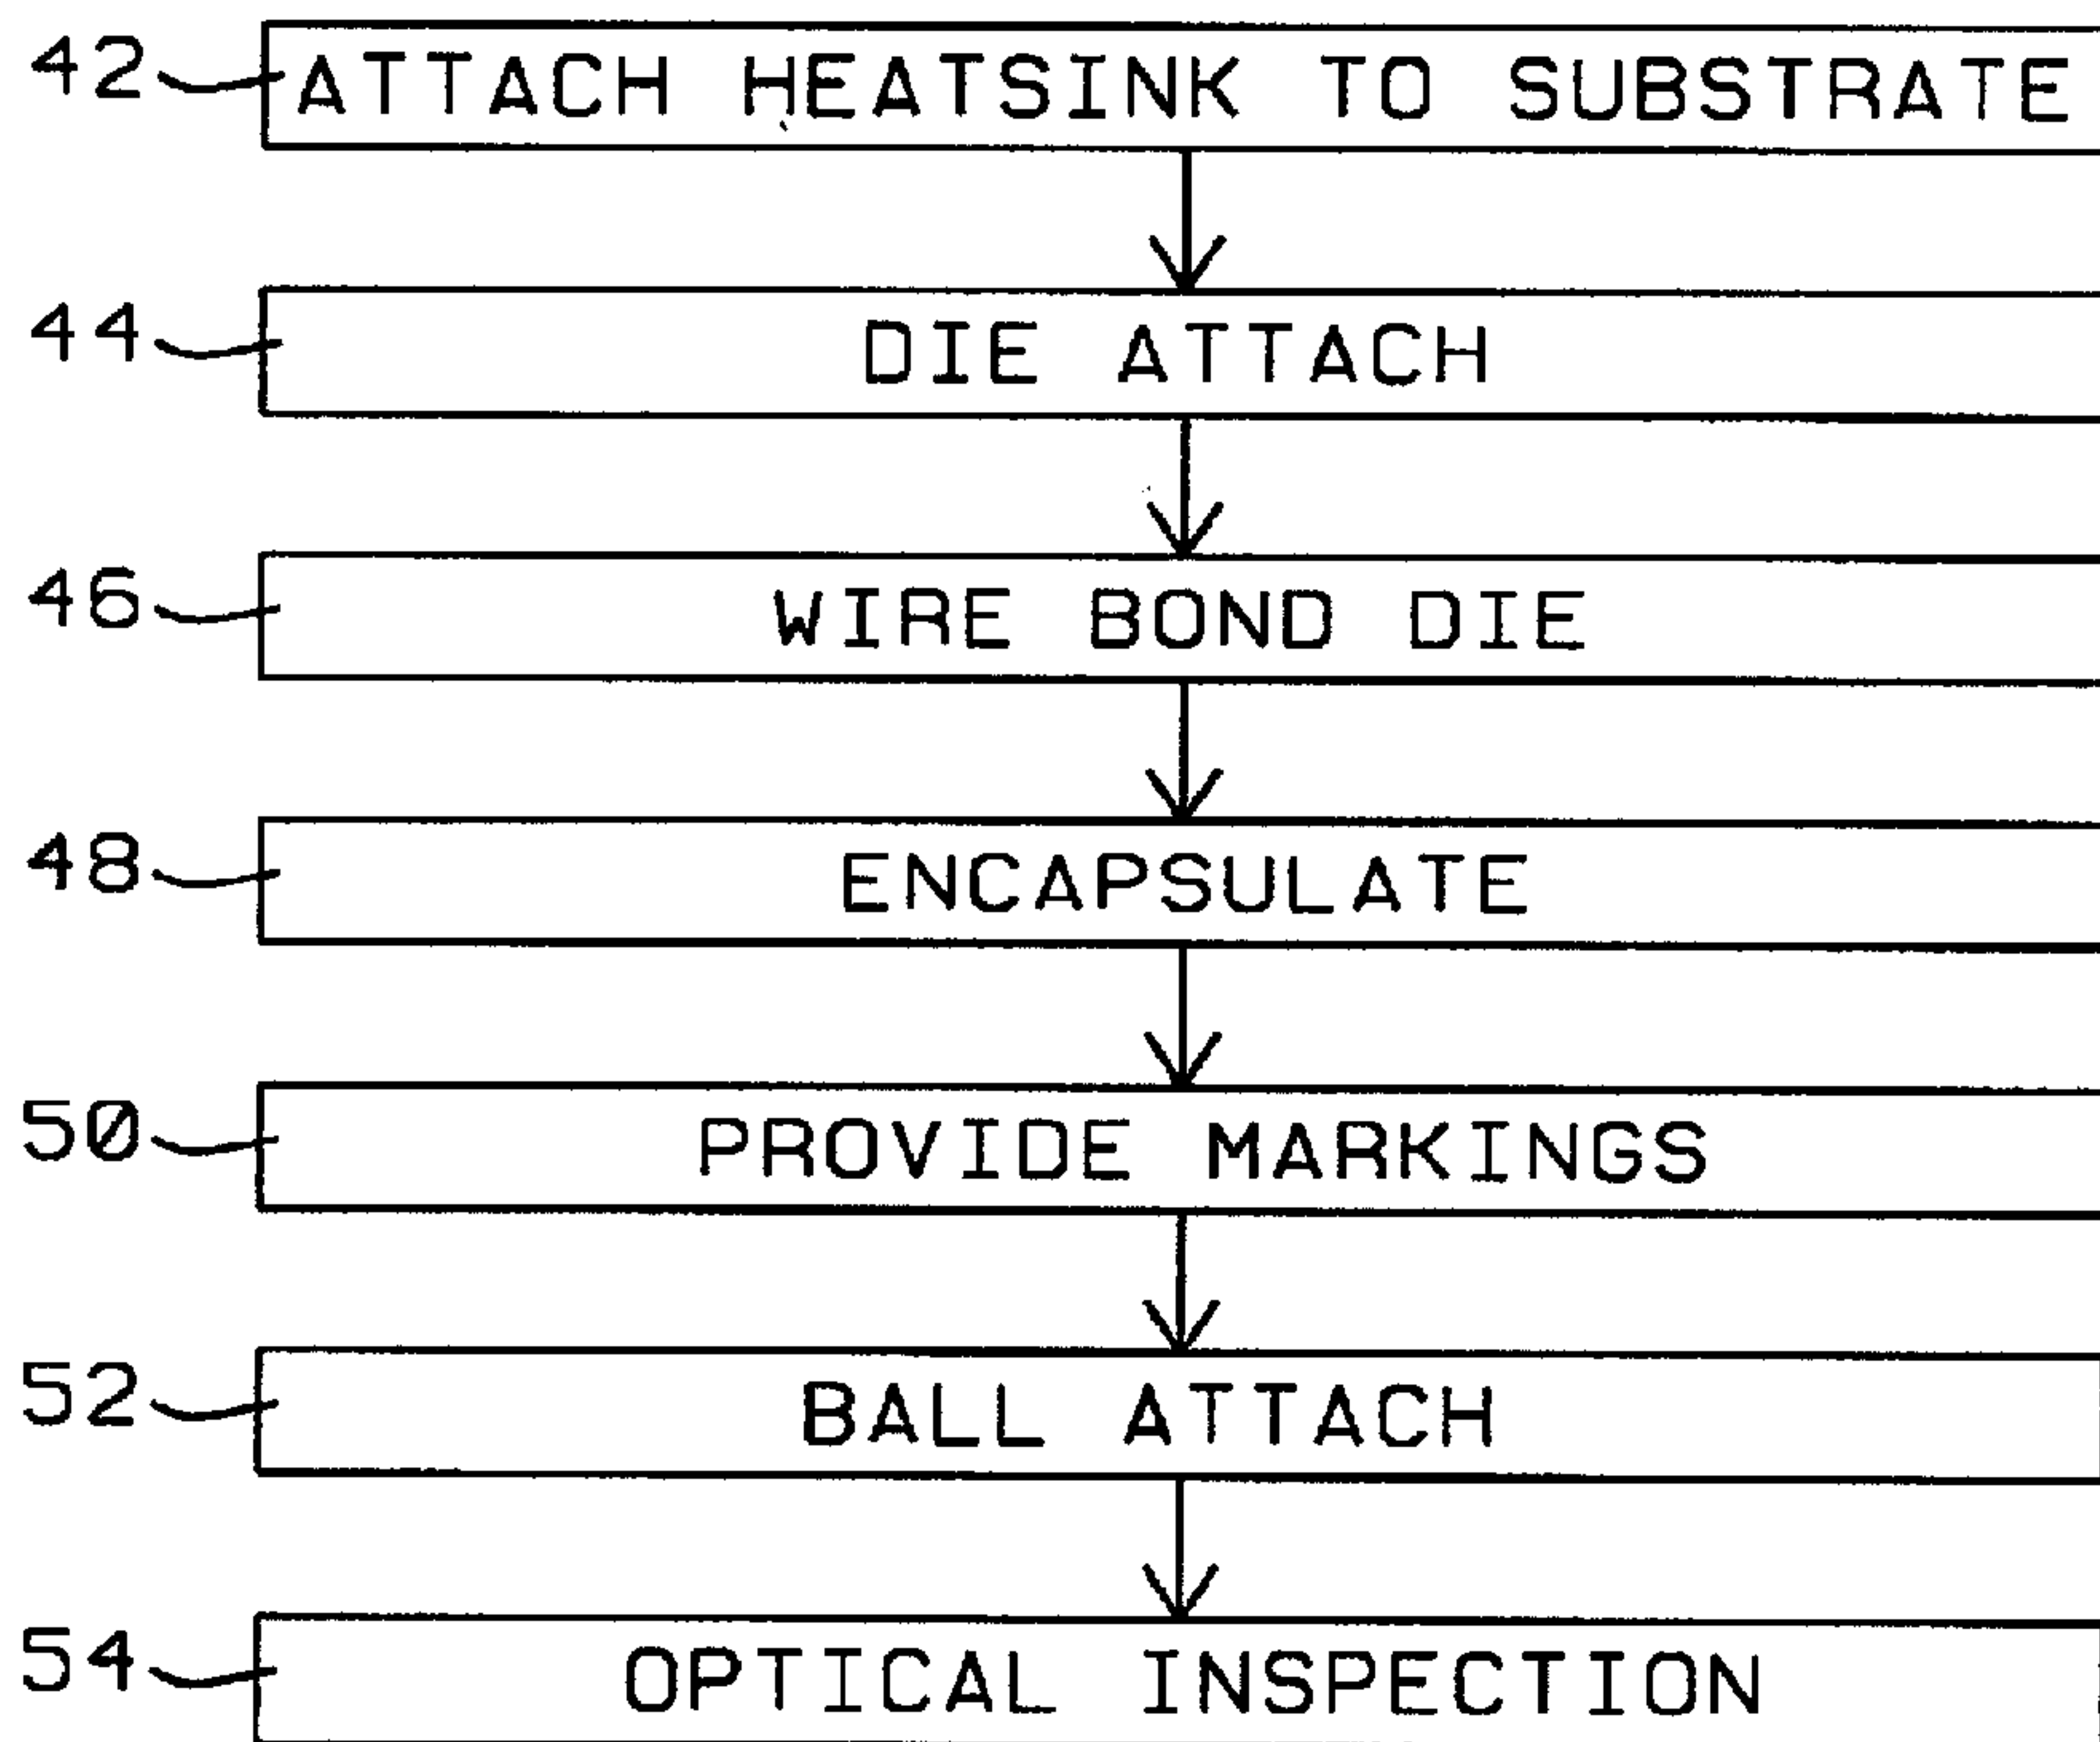 42 ATTACH HEATSINK TO SUBSTRATE
44 DIE ATTACH
46 WIRE BOND DIE
48 ENCAPSULATE
50 PROVIDE MARKINGS
52 BALL ATTACH
54 OPTICAL INSPECTION